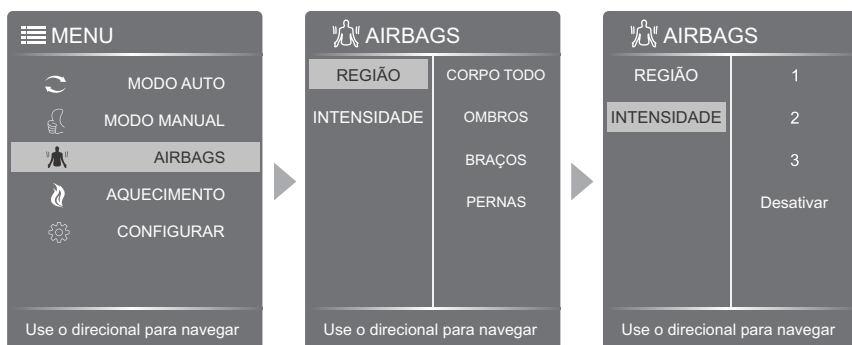 MENU
MODO AUTO
MODO MANUAL
AIRBAGS
AQUECIMENTO
CONFIGURAR
Use o direcional para navegar
AIRBAGS
REGIÃO
INTENSIDADE
CORPO TODO
OMBROS
BRAÇOS
PERNAS
Use o direcional para navegar
AIRBAGS
REGIÃO
INTENSIDADE
1
2
3
Desativar
Use o direcional para navegar